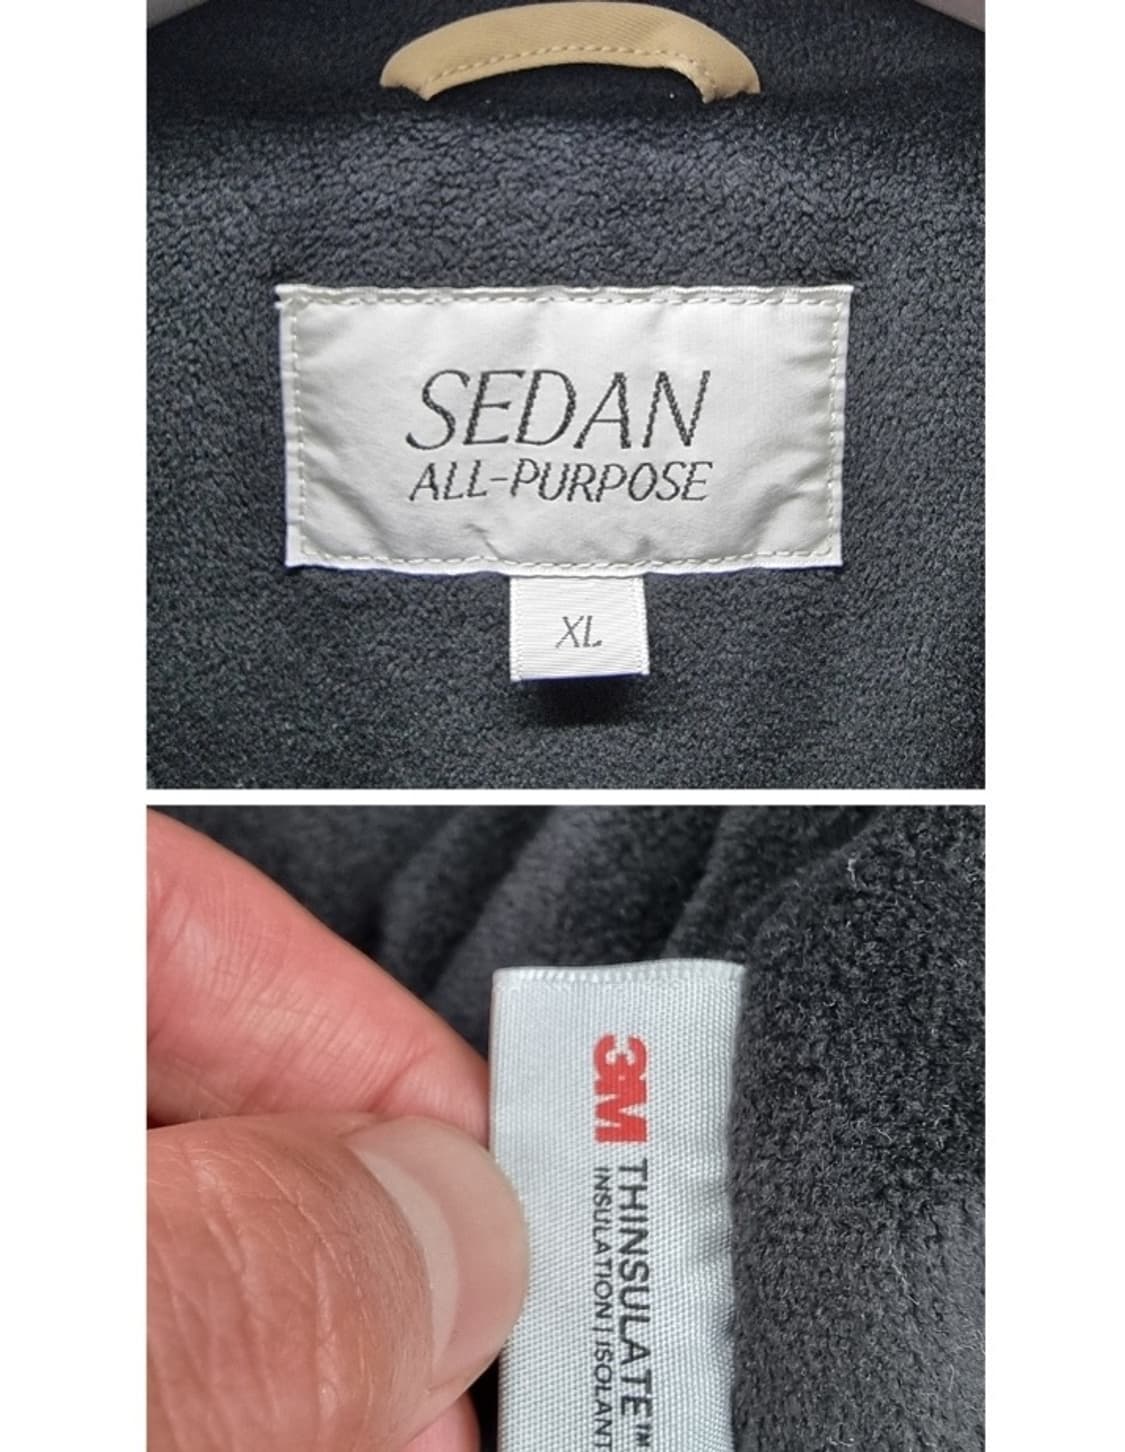 SEDAN
ALL-PURPOSE
XL
3M
THINSULATE™
INSULATION | ISOLANT